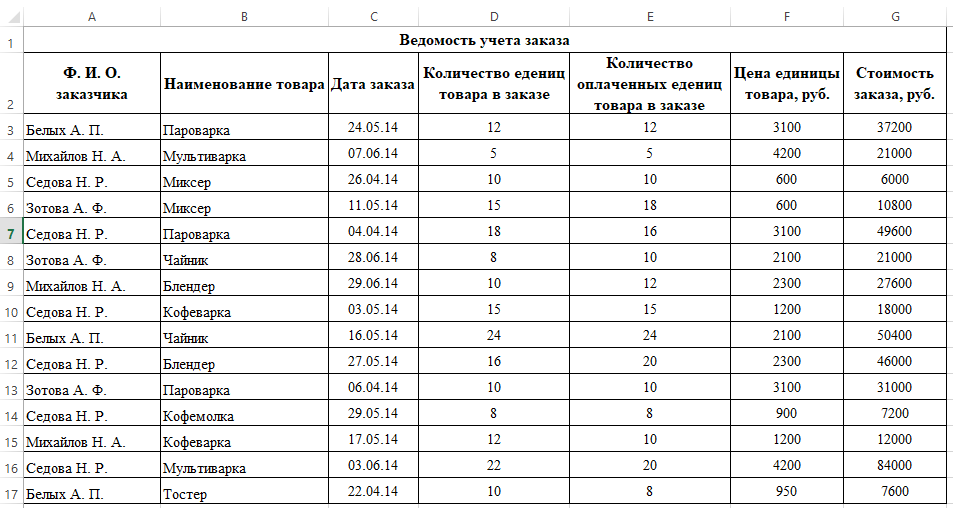 A B C D E F G
1 Ведомость учета заказа
2 Ф. И. О. заказчика Наименование товара Дата заказа Количество едениц товара в заказе Количество оплаченных едениц товара в заказе Цена единицы товара, руб. Стоимость заказа, руб.
3 Белых А. П. Пароварка 24.05.14 12 12 3100 37200
4 Михайлов Н. А. Мультиварка 07.06.14 5 5 4200 21000
5 Седова Н. Р. Миксер 26.04.14 10 10 600 6000
6 Зотова А. Ф. Миксер 11.05.14 15 18 600 10800
7 Седова Н. Р. Пароварка 04.04.14 18 16 3100 49600
8 Зотова А. Ф. Чайник 28.06.14 8 10 2100 21000
9 Михайлов Н. А. Блендер 29.06.14 10 12 2300 27600
10 Седова Н. Р. Кофеварка 03.05.14 15 15 1200 18000
11 Белых А. П. Чайник 16.05.14 24 24 2100 50400
12 Седова Н. Р. Блендер 27.05.14 16 20 2300 46000
13 Зотова А. Ф. Пароварка 06.04.14 10 10 3100 31000
14 Седова Н. Р. Кофемолка 29.05.14 8 8 900 7200
15 Михайлов Н. А. Кофеварка 17.05.14 12 10 1200 12000
16 Седова Н. Р. Мультиварка 03.06.14 22 20 4200 84000
17 Белых А. П. Тостер 22.04.14 10 8 950 7600